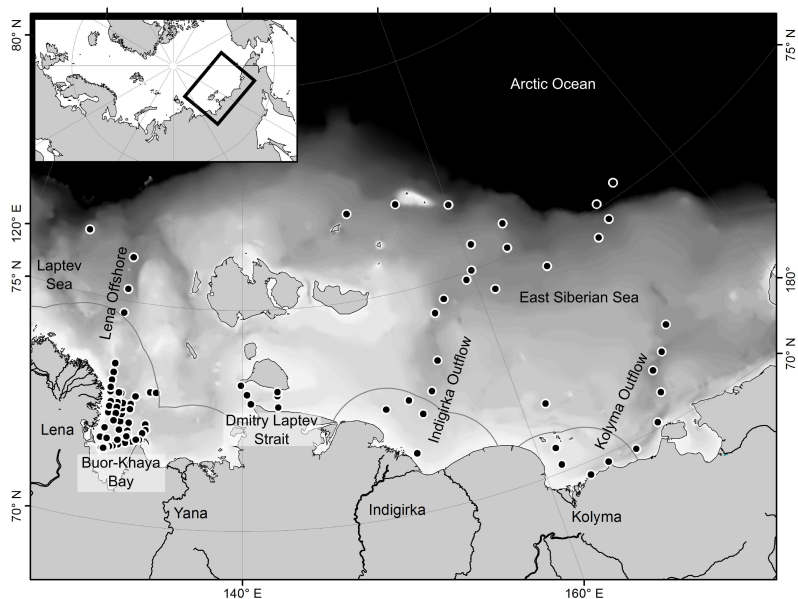 80° N
75° N
Arctic Ocean
120° E
Laptev
Sea
Lena Offshore
75° N
East Siberian Sea
180°
70° N
Indigirka Outflow
Kolyma Outflow
Lena
Dmitry Laptev
Strait
Buor-Khaya
Bay
70° N
Yana
Indigirka
Kolyma
140° E
160° E